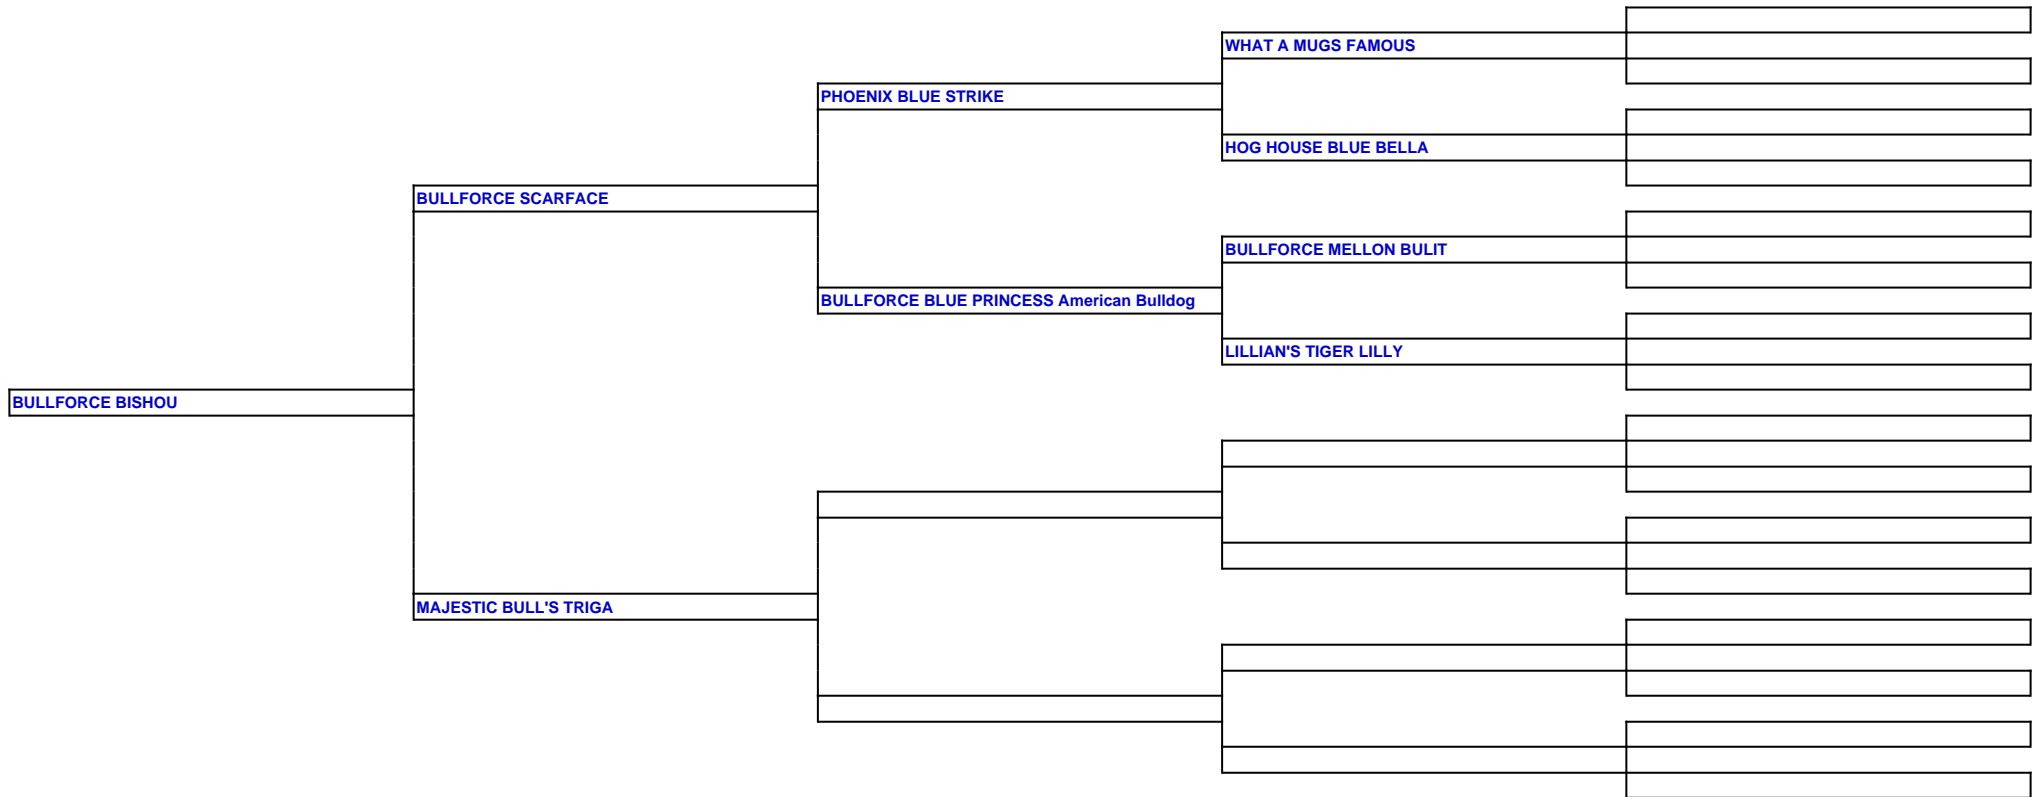 WHAT A MUGS FAMOUS
PHOENIX BLUE STRIKE
HOG HOUSE BLUE BELLA
BULLFORCE SCARFACE
BULLFORCE MELLON BULIT
BULLFORCE BLUE PRINCESS American Bulldog
LILLIAN'S TIGER LILLY
BULLFORCE BISHOU
MAJESTIC BULL'S TRIGA